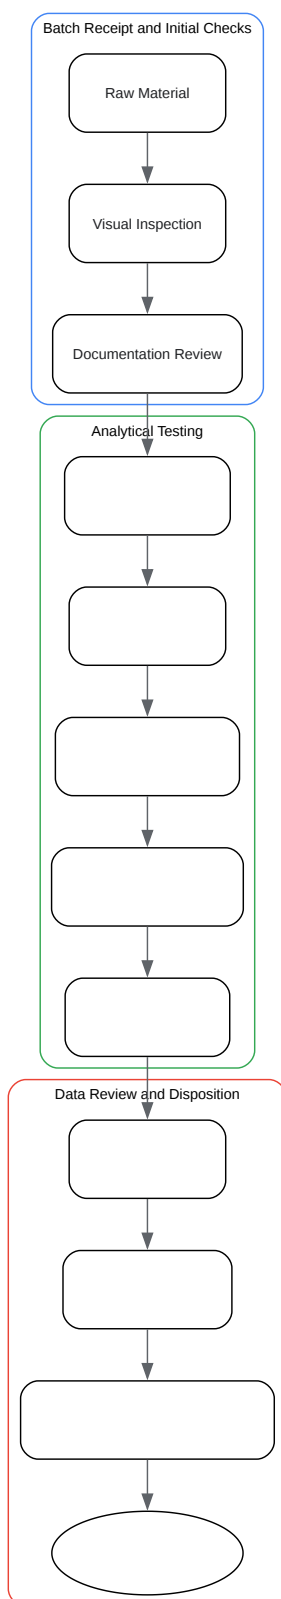 Batch Receipt and Initial Checks
Raw Material
Visual Inspection
Documentation Review
Analytical Testing
Data Review and Disposition